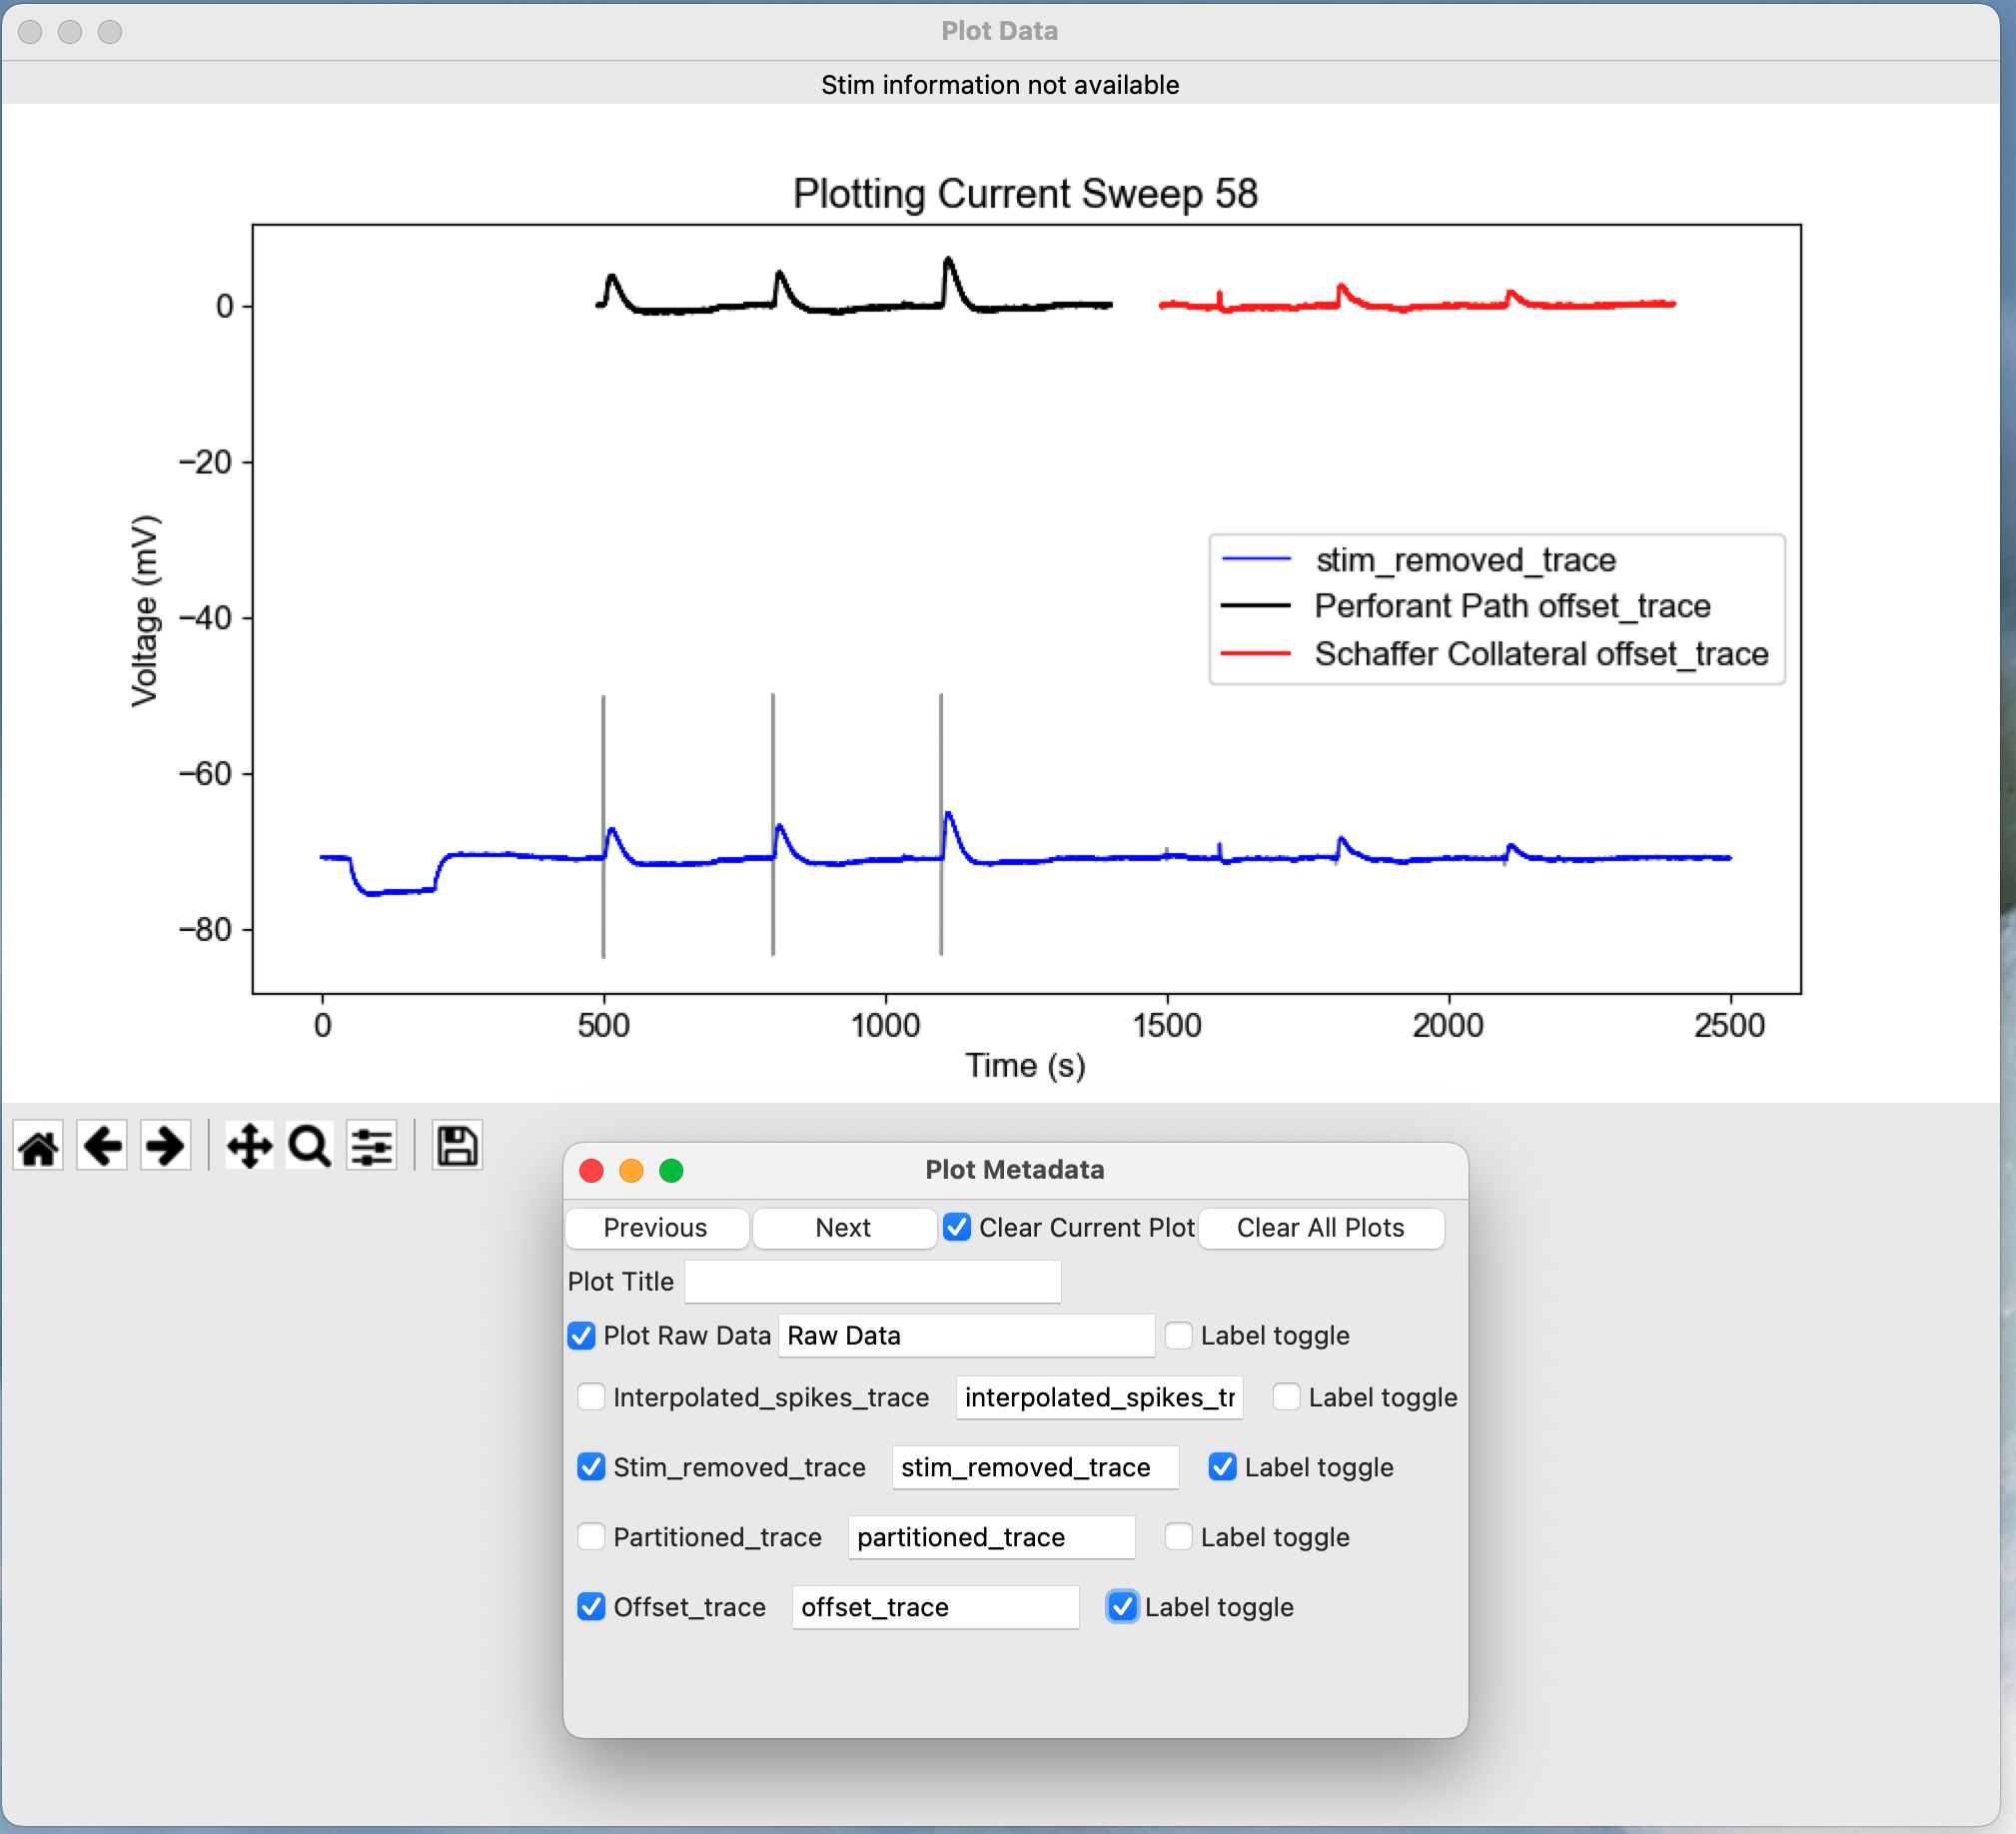 Plot Data
Stim information not available
Plotting Current Sweep 58
0
−20
−40
−60
−80
Voltage (mV)
stim_removed_trace
Perforant Path offset_trace
Schaffer Collateral offset_trace
0 500 1000 1500 2000 2500
Time (s)
Plot Metadata
Previous Next Clear Current Plot Clear All Plots
Plot Title
Plot Raw Data Raw Data Label toggle
Interpolated_spikes_trace interpolated_spikes_tr Label toggle
Stim_removed_trace stim_removed_trace Label toggle
Partitioned_trace partitioned_trace Label toggle
Offset_trace offset_trace Label toggle